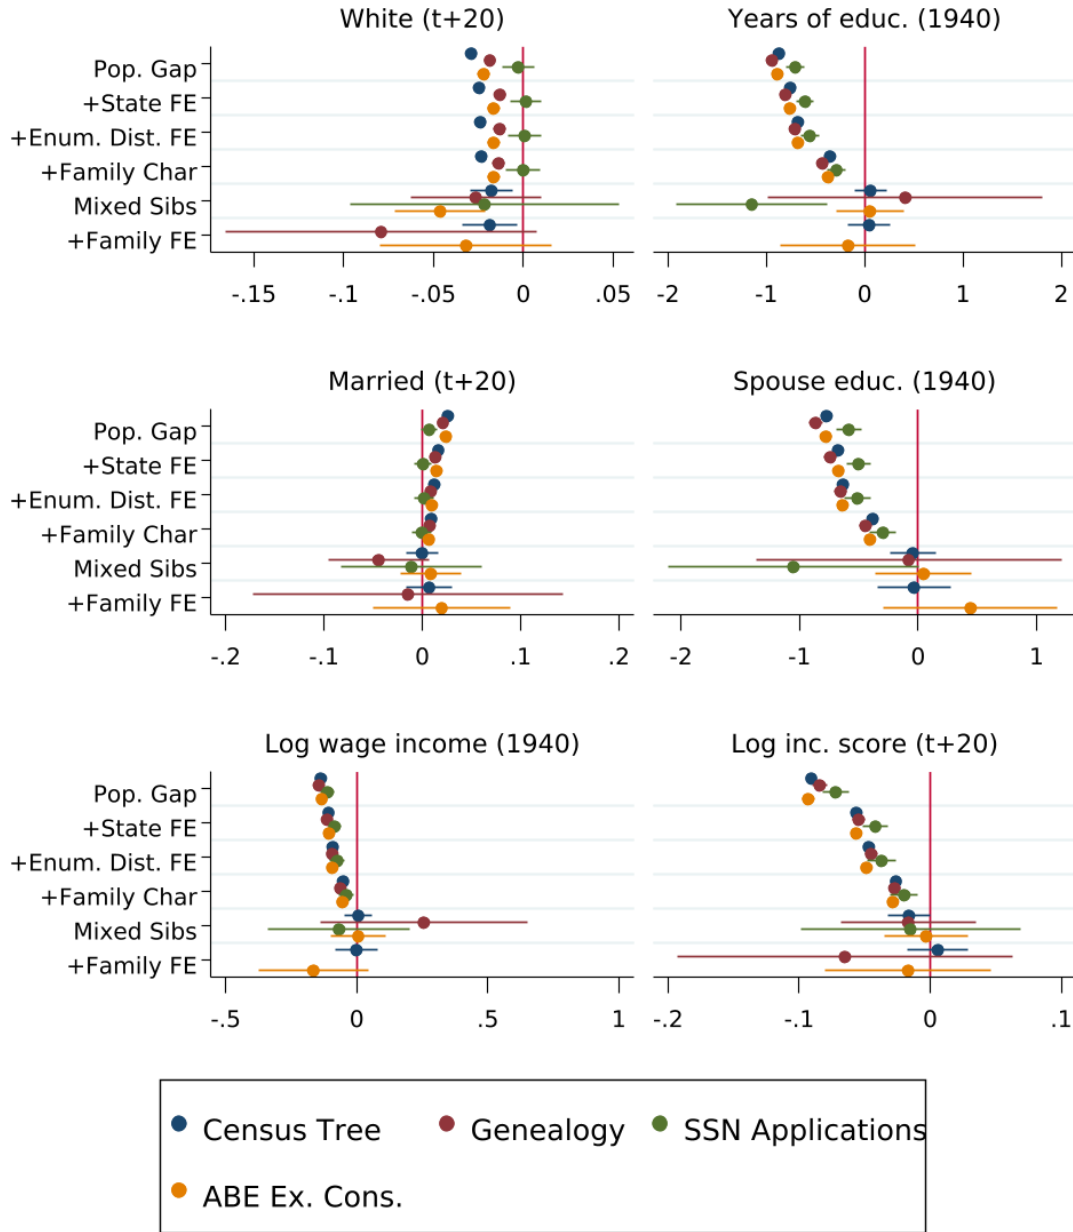 White (t+20) Years of educ. (1940)
Pop. Gap
+State FE
+Enum. Dist. FE
+Family Char
Mixed Sibs
+Family FE
-.15 -.1 -.05 0 .05 -2 -1 0 1 2
Married (t+20) Spouse educ. (1940)
Pop. Gap
+State FE
+Enum. Dist. FE
+Family Char
Mixed Sibs
+Family FE
-.2 -.1 0 .1 .2 -2 -1 0 1
Log wage income (1940) Log inc. score (t+20)
Pop. Gap
+State FE
+Enum. Dist. FE
+Family Char
Mixed Sibs
+Family FE
-.5 0 .5 1 -.2 -.1 0 .1
Census Tree Genealogy SSN Applications
ABE Ex. Cons.